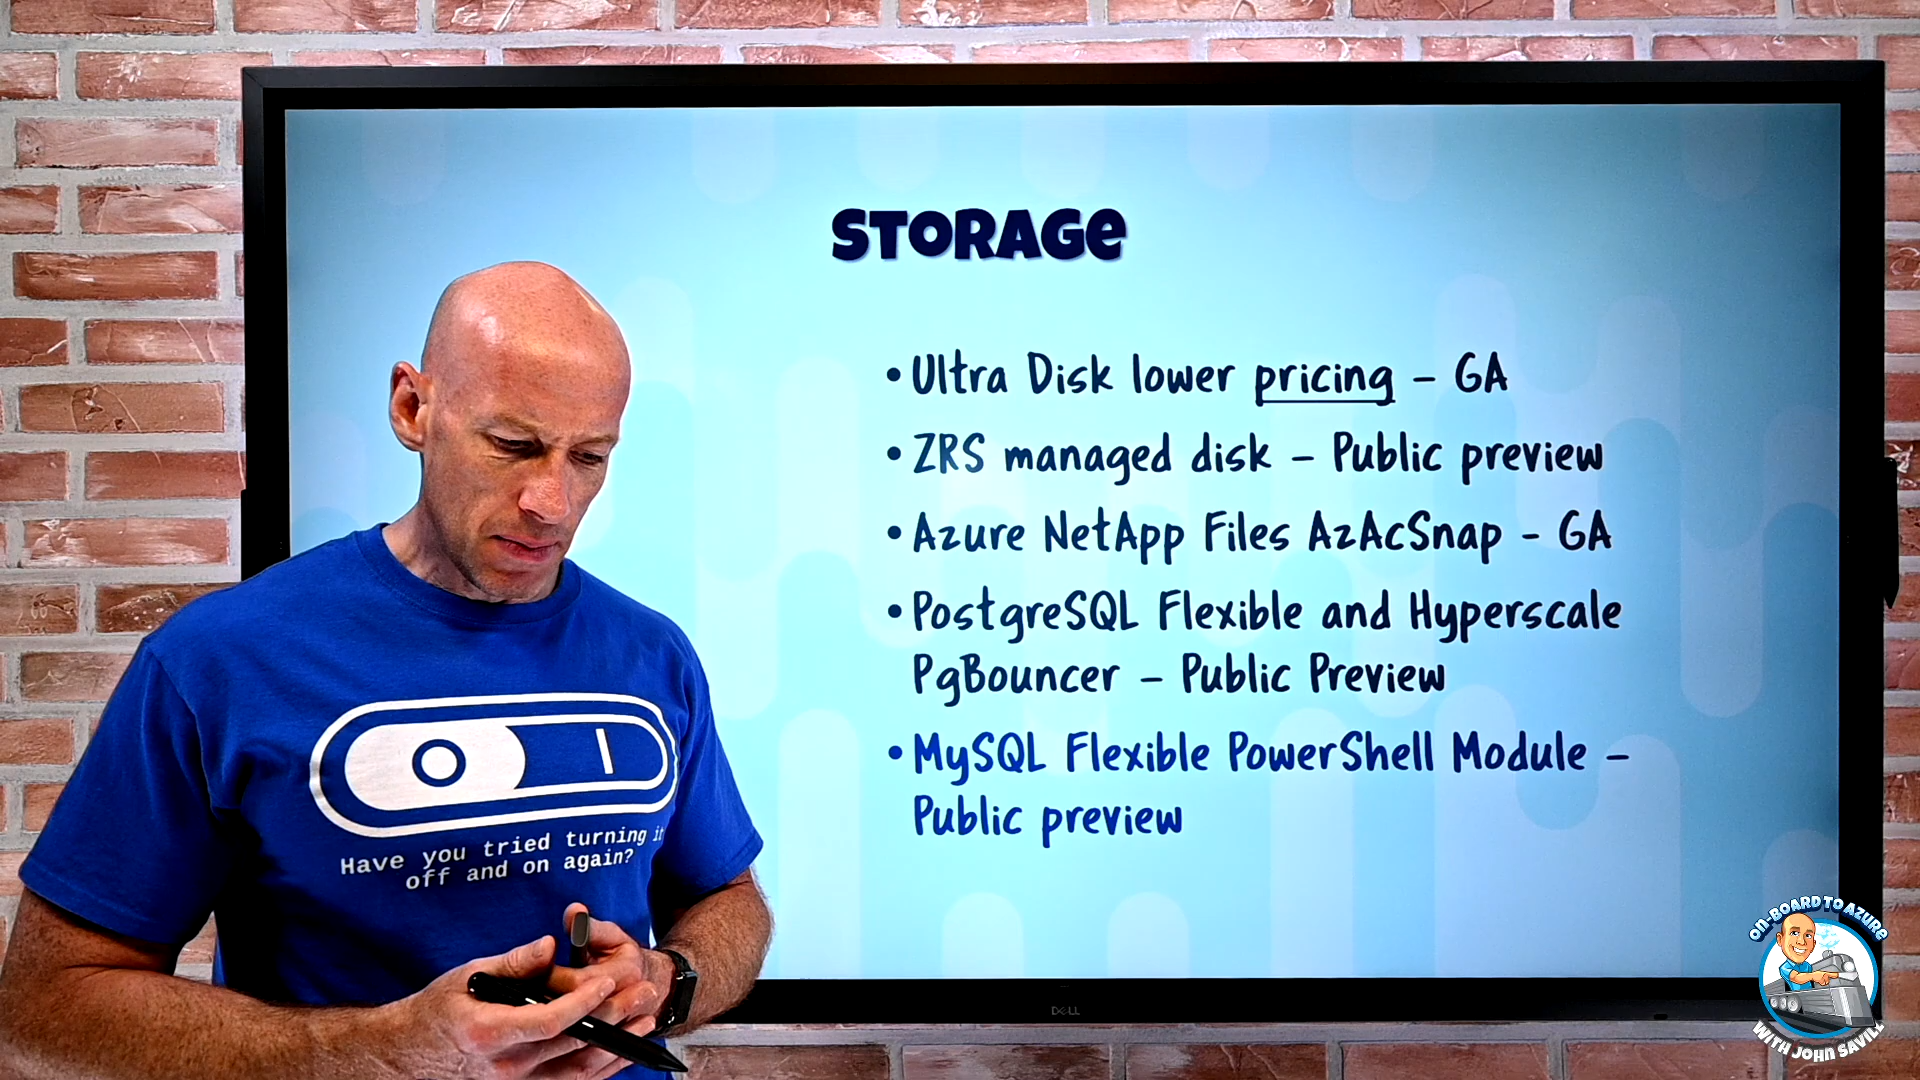 STORAGE
•Ultra Disk lower pricing – GA
•ZRS managed disk – Public preview
•Azure NetApp Files AzAcSnap - GA
•PostgreSQL Flexible and Hyperscale
PgBouncer – Public Preview
•MySQL Flexible PowerShell Module –
Public preview
Have you tried turning it
off and on again?
DELL
ON-BOARD TO AZURE
WITH JOHN SAVILL